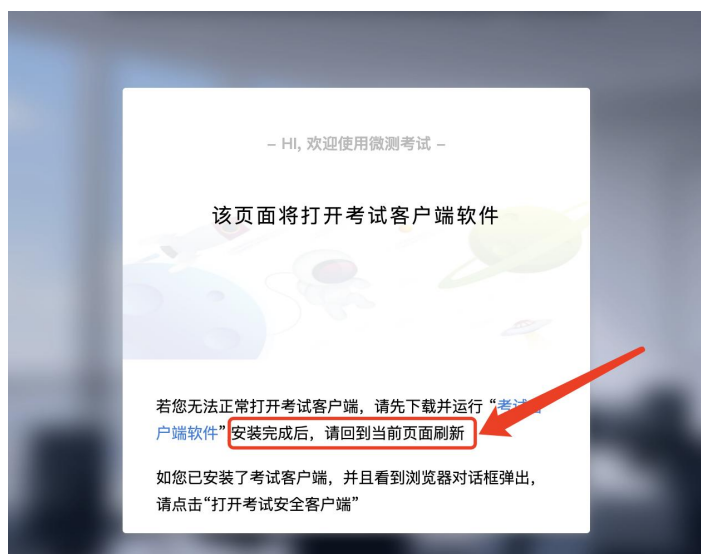 – HI, 欢迎使用微测考试 –
该页面将打开考试客户端软件
若您无法正常打开考试客户端，请先下载并运行“考试客
户端软件”安装完成后，请回到当前页面刷新
如您已安装了考试客户端，并且看到浏览器对话框弹出，
请点击“打开考试安全客户端”